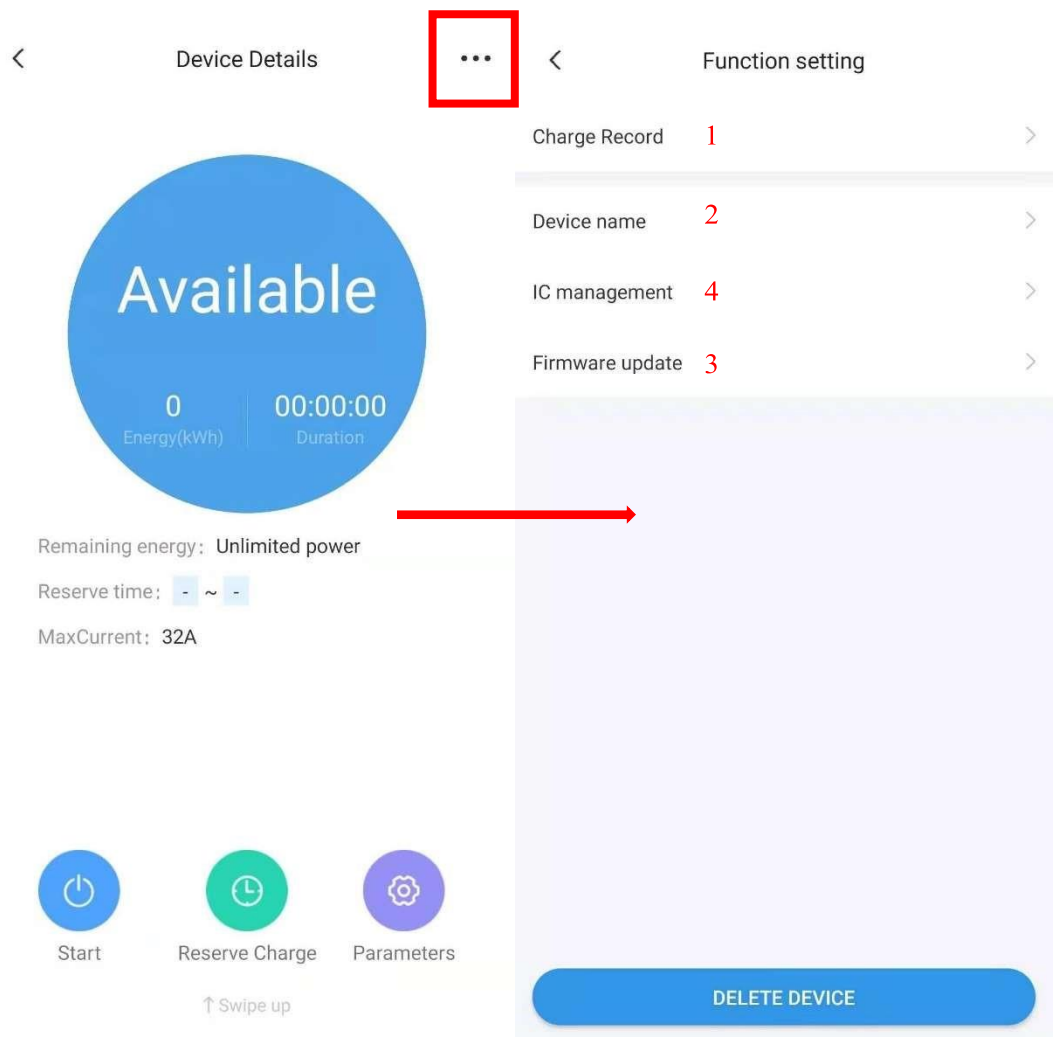 Device Details
Available
0
00:00:00
Energy(kWh)
Duration
Remaining energy: Unlimited power
Reserve time: - ~ -
MaxCurrent: 32A
Start
Reserve Charge
Parameters
↑ Swipe up
Function setting
Charge Record 1
Device name 2
IC management 4
Firmware update 3
DELETE DEVICE